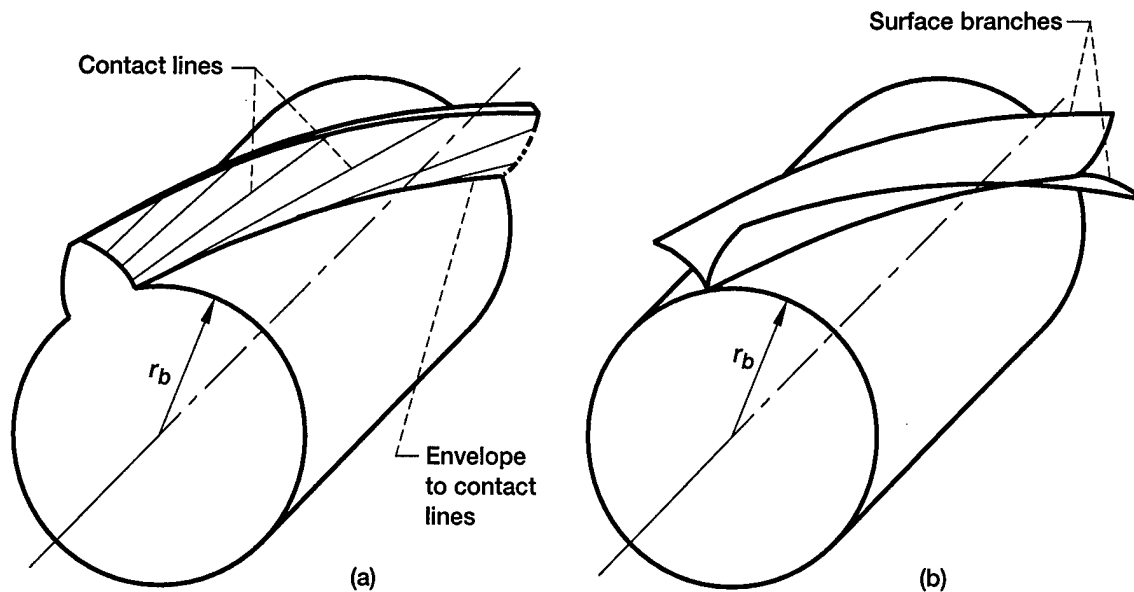 Contact lines
Surface branches
r_b
r_b
Envelope
to contact
lines
(a)
(b)